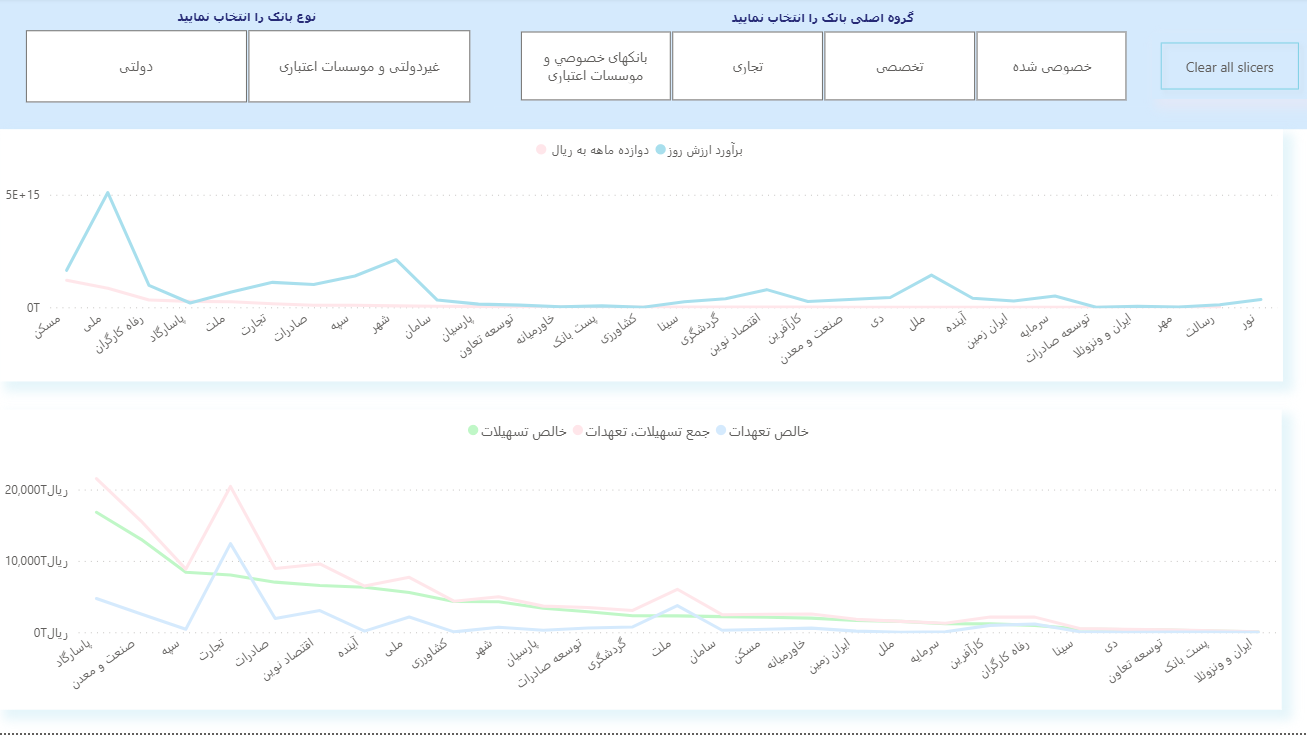 گروه اصلی بانک را انتخاب نمایید
نوع بانک را انتخاب نمایید
Clear all slicers
خصوصی شده
تخصصی
تجاری
بانکهای خصوصي و
موسسات اعتباری
غیردولتی و موسسات اعتباری
دولتی
برآورد ارزش روز
دوازده ماهه به ریال
5E+15
0T
مسکن
ملی
رفاه کارگران
پاسارگاد
ملت
تجارت
صادرات
سپه
شهر
سامان
پارسیان
توسعه تعاون
خاورمیانه
پست بانک
کشاورزی
سینا
گردشگری
اقتصاد نوین
کارآفرین
صنعت و معدن
دی
ملل
آینده
ایران زمین
سرمایه
توسعه صادرات
ایران و ونزوئلا
مهر
رسالت
نور
خالص تعهدات
جمع تسهیلات، تعهدات
خالص تسهیلات
ریال20,000T
ریال10,000T
ریال0T
پاسارگاد
صنعت و معدن
سپه
تجارت
صادرات
اقتصاد نوین
آینده
ملی
کشاورزی
شهر
پارسیان
توسعه صادرات
گردشگری
ملت
سامان
مسکن
خاورمیانه
ایران زمین
ملل
سرمایه
کارآفرین
رفاه کارگران
سینا
دی
توسعه تعاون
پست بانک
ایران و ونزوئلا